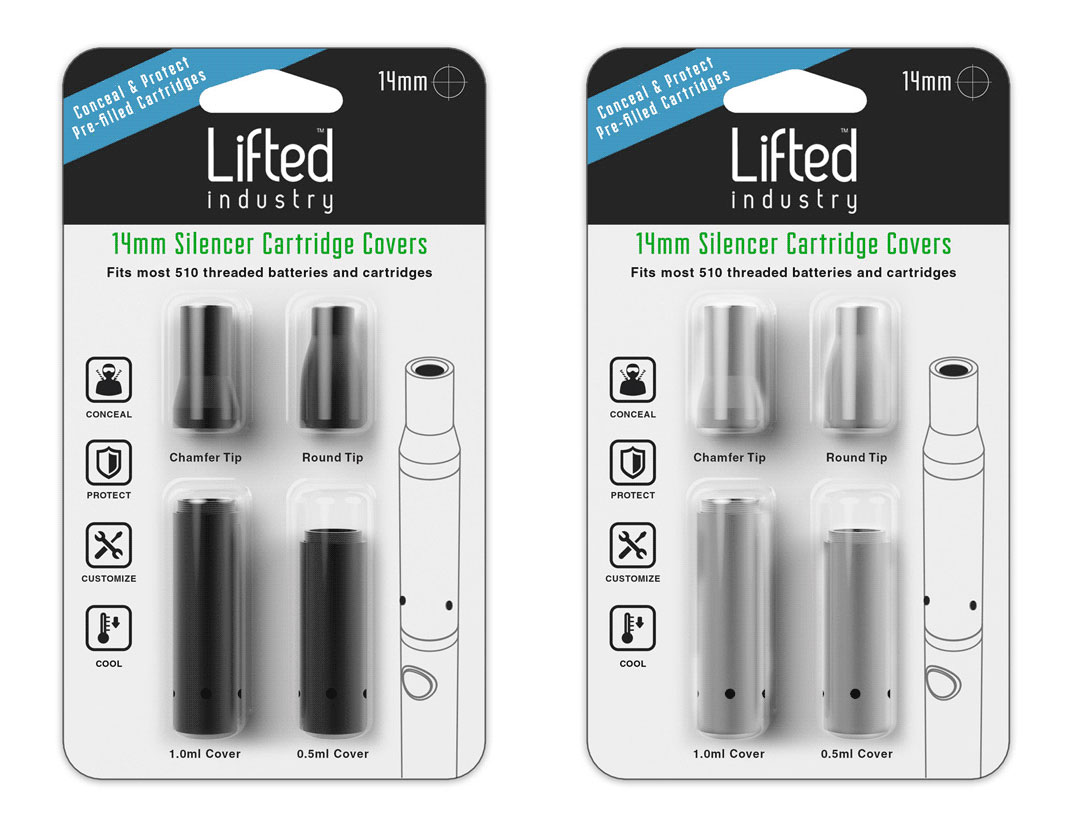 Conceal & Protect
Pre-filled Cartridges
14mm
Lifted™
industry
14mm Silencer Cartridge Covers
Fits most 510 threaded batteries and cartridges
CONCEAL
PROTECT
CUSTOMIZE
COOL
Chamfer Tip
Round Tip
1.0ml Cover
0.5ml Cover
Conceal & Protect
Pre-filled Cartridges
14mm
Lifted™
industry
14mm Silencer Cartridge Covers
Fits most 510 threaded batteries and cartridges
CONCEAL
PROTECT
CUSTOMIZE
COOL
Chamfer Tip
Round Tip
1.0ml Cover
0.5ml Cover